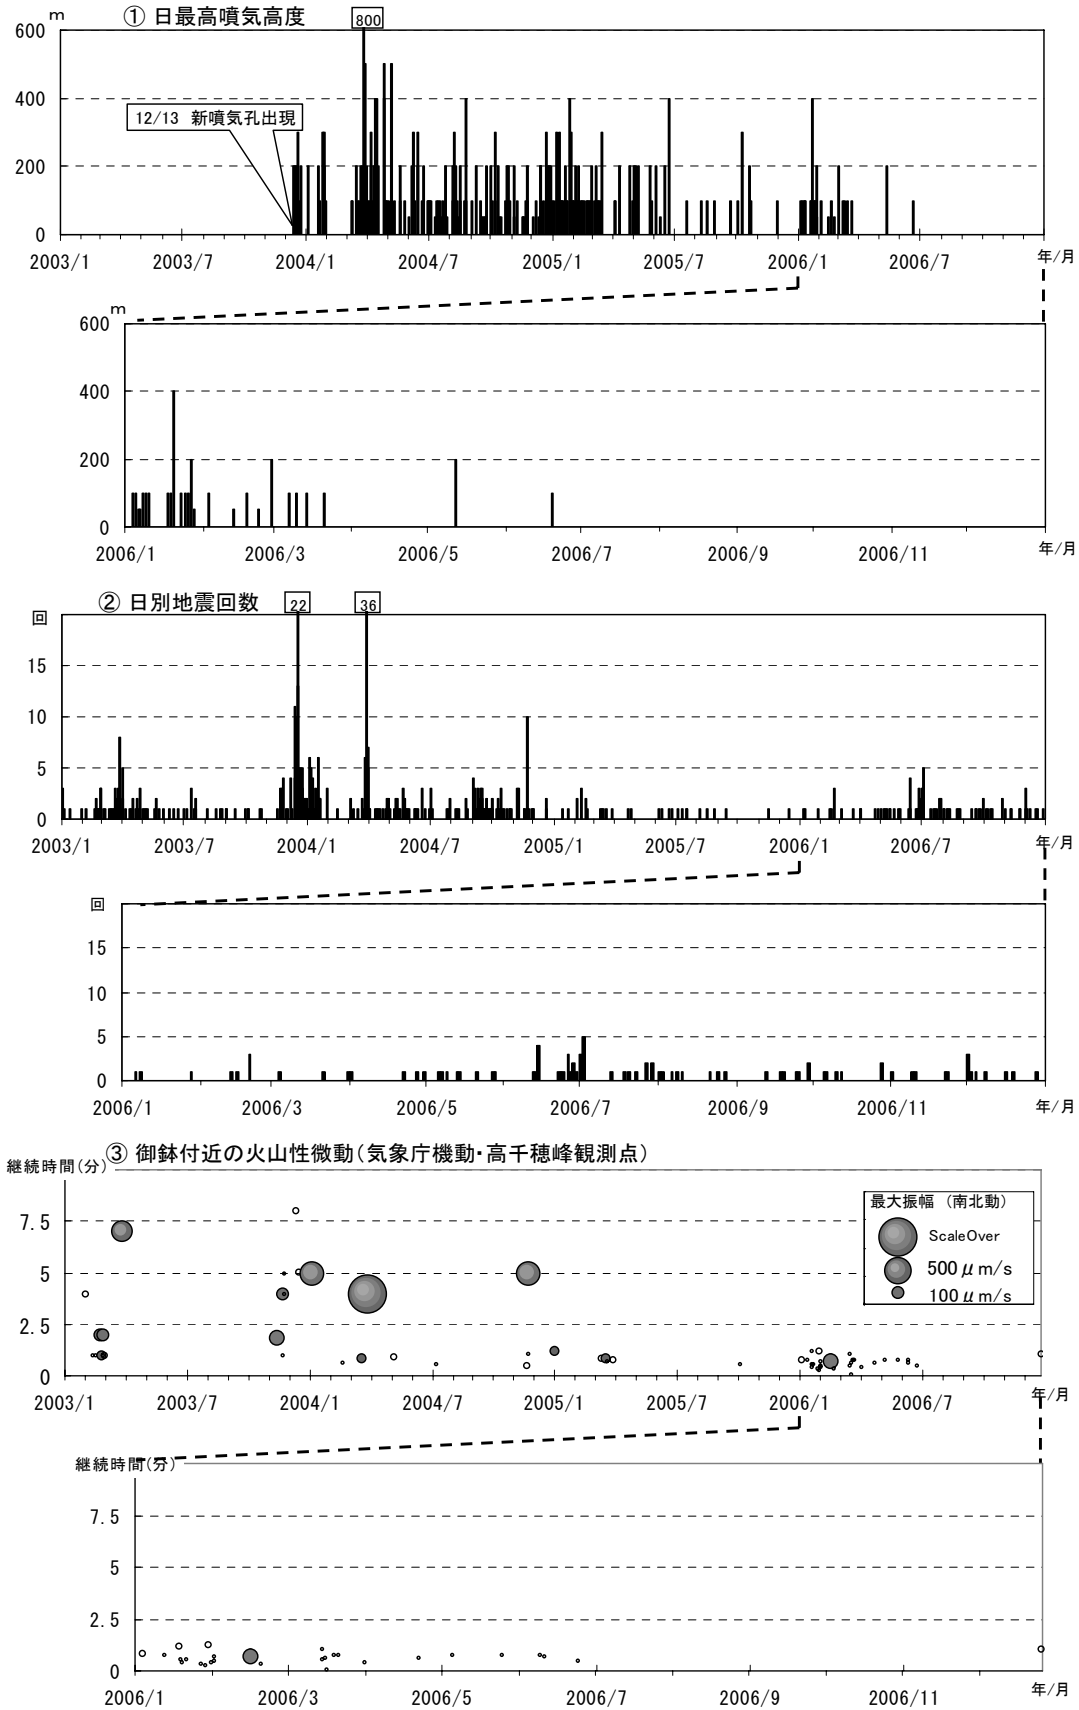 ① 日最高噴気高度
m
800
600
400
200
0
12/13 新噴気孔出現
2003/1 2003/7 2004/1 2004/7 2005/1 2005/7 2006/1 2006/7 年/月
m
600
400
200
0
2006/1 2006/3 2006/5 2006/7 2006/9 2006/11 年/月
② 日別地震回数
回
22 36
15
10
5
0
2003/1 2003/7 2004/1 2004/7 2005/1 2005/7 2006/1 2006/7 年/月
回
15
10
5
0
2006/1 2006/3 2006/5 2006/7 2006/9 2006/11 年/月
③ 御鉢付近の火山性微動(気象庁機動・高千穂峰観測点)
継続時間(分)
7.5
5
2.5
0
最大振幅 (南北動)
ScaleOver
500μm/s
100μm/s
2003/1 2003/7 2004/1 2004/7 2005/1 2005/7 2006/1 2006/7 年/月
継続時間(分)
7.5
5
2.5
0
2006/1 2006/3 2006/5 2006/7 2006/9 2006/11 年/月